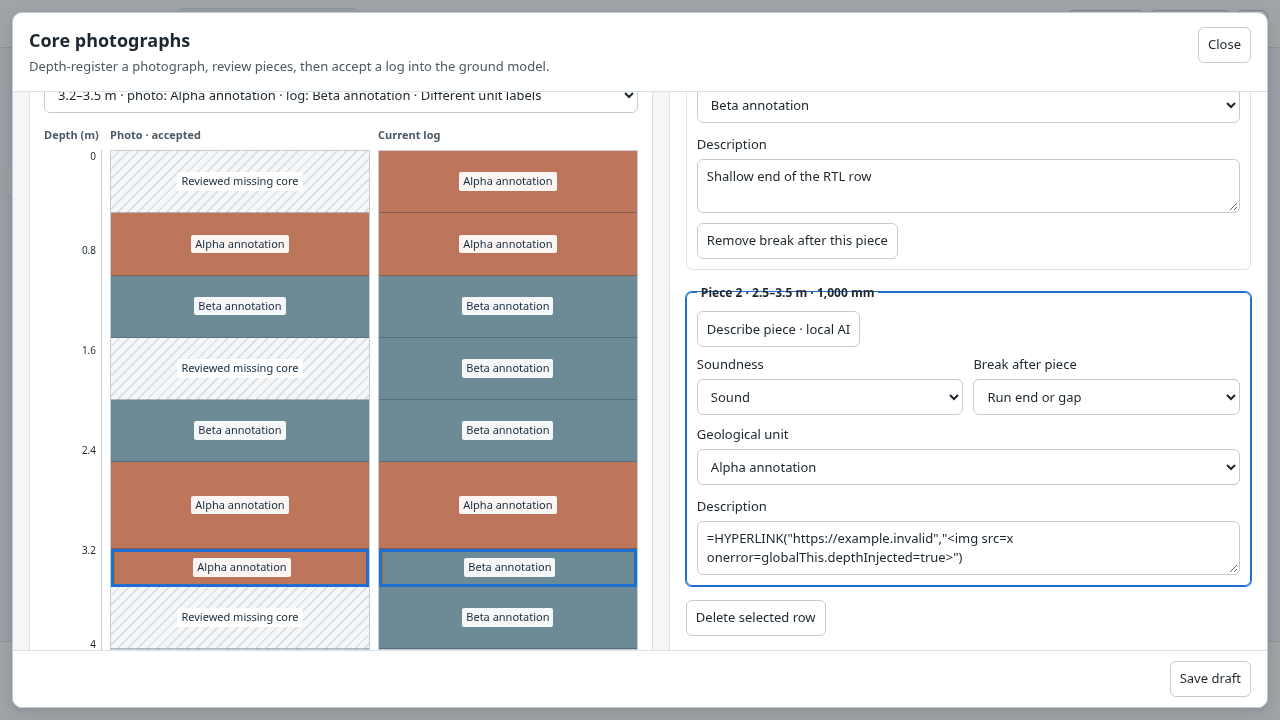 Core photographs
Depth-register a photograph, review pieces, then accept a log into the ground model.
Close
3.2–3.5 m · photo: Alpha annotation · log: Beta annotation · Different unit labels
Depth (m)
Photo · accepted
Current log
0
0.8
1.6
2.4
3.2
4
Reviewed missing core
Alpha annotation
Beta annotation
Reviewed missing core
Beta annotation
Alpha annotation
Alpha annotation
Reviewed missing core
Alpha annotation
Alpha annotation
Beta annotation
Beta annotation
Beta annotation
Alpha annotation
Beta annotation
Beta annotation
Beta annotation
Description
Shallow end of the RTL row
Remove break after this piece
Piece 2 · 2.5–3.5 m · 1,000 mm
Describe piece · local AI
Soundness
Break after piece
Sound
Run end or gap
Geological unit
Alpha annotation
Description
=HYPERLINK("https://example.invalid","<img src=x
onerror=globalThis.depthInjected=true>")
Delete selected row
Save draft